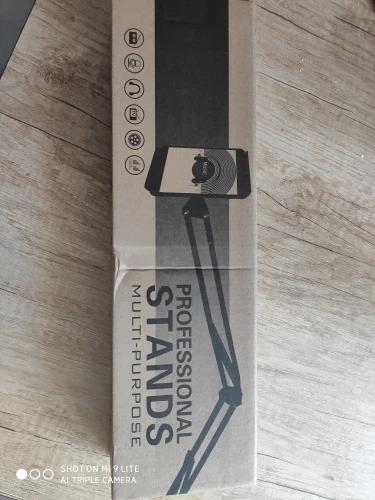 PROFESSIONAL
STANDS
MULTI-PURPOSE
SHOT ON MI 9 LITE
AI TRIPLE CAMERA